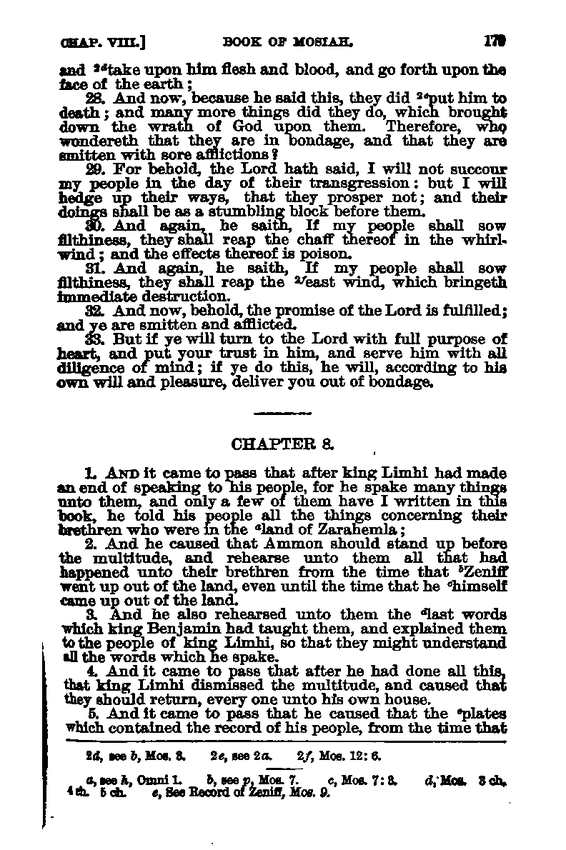 CHAP. VIII.] BOOK OF MOSIAH. 179
and 2dtake upon him flesh and blood, and go forth upon the
face of the earth;
28. And now, because he said this, they did 2eput him to
death; and many more things did they do, which brought
down the wrath of God upon them. Therefore, who
wondereth that they are in bondage, and that they are
smitten with sore afflictions?
29. For behold, the Lord hath said, I will not succour
my people in the day of their transgression: but I will
hedge up their ways, that they prosper not; and their
doings shall be as a stumbling block before them.
30. And again, he saith, If my people shall sow
filthiness, they shall reap the chaff thereof in the whirl-
wind; and the effects thereof is poison.
31. And again, he saith, If my people shall sow
filthiness, they shall reap the 2feast wind, which bringeth
immediate destruction.
32. And now, behold, the promise of the Lord is fulfilled;
and ye are smitten and afflicted.
33. But if ye will turn to the Lord with full purpose of
heart, and put your trust in him, and serve him with all
diligence of mind; if ye do this, he will, according to his
own will and pleasure, deliver you out of bondage.
CHAPTER 8.
1. AND it came to pass that after king Limhi had made
an end of speaking to his people, for he spake many things
unto them, and only a few of them have I written in this
book, he told his people all the things concerning their
brethren who were in the aland of Zarahemla;
2. And he caused that Ammon should stand up before
the multitude, and rehearse unto them all that had
happened unto their brethren from the time that bZeniff
went up out of the land, even until the time that he chimself
came up out of the land.
3. And he also rehearsed unto them the dlast words
which king Benjamin had taught them, and explained them
to the people of king Limhi, so that they might understand
all the words which he spake.
4. And it came to pass that after he had done all this,
that king Limhi dismissed the multitude, and caused that
they should return, every one unto his own house.
5. And it came to pass that he caused that the eplates
which contained the record of his people, from the time that
2d, see b, Mos. 3. 2e, see 2a. 2f, Mos. 12: 6.
a, see h, Omni 1. b, see p, Mos. 7. c, Mos. 7: 3. d, Mos. 3 ch.
4 ch. 5 ch. e, See Record of Zeniff, Mos. 9.